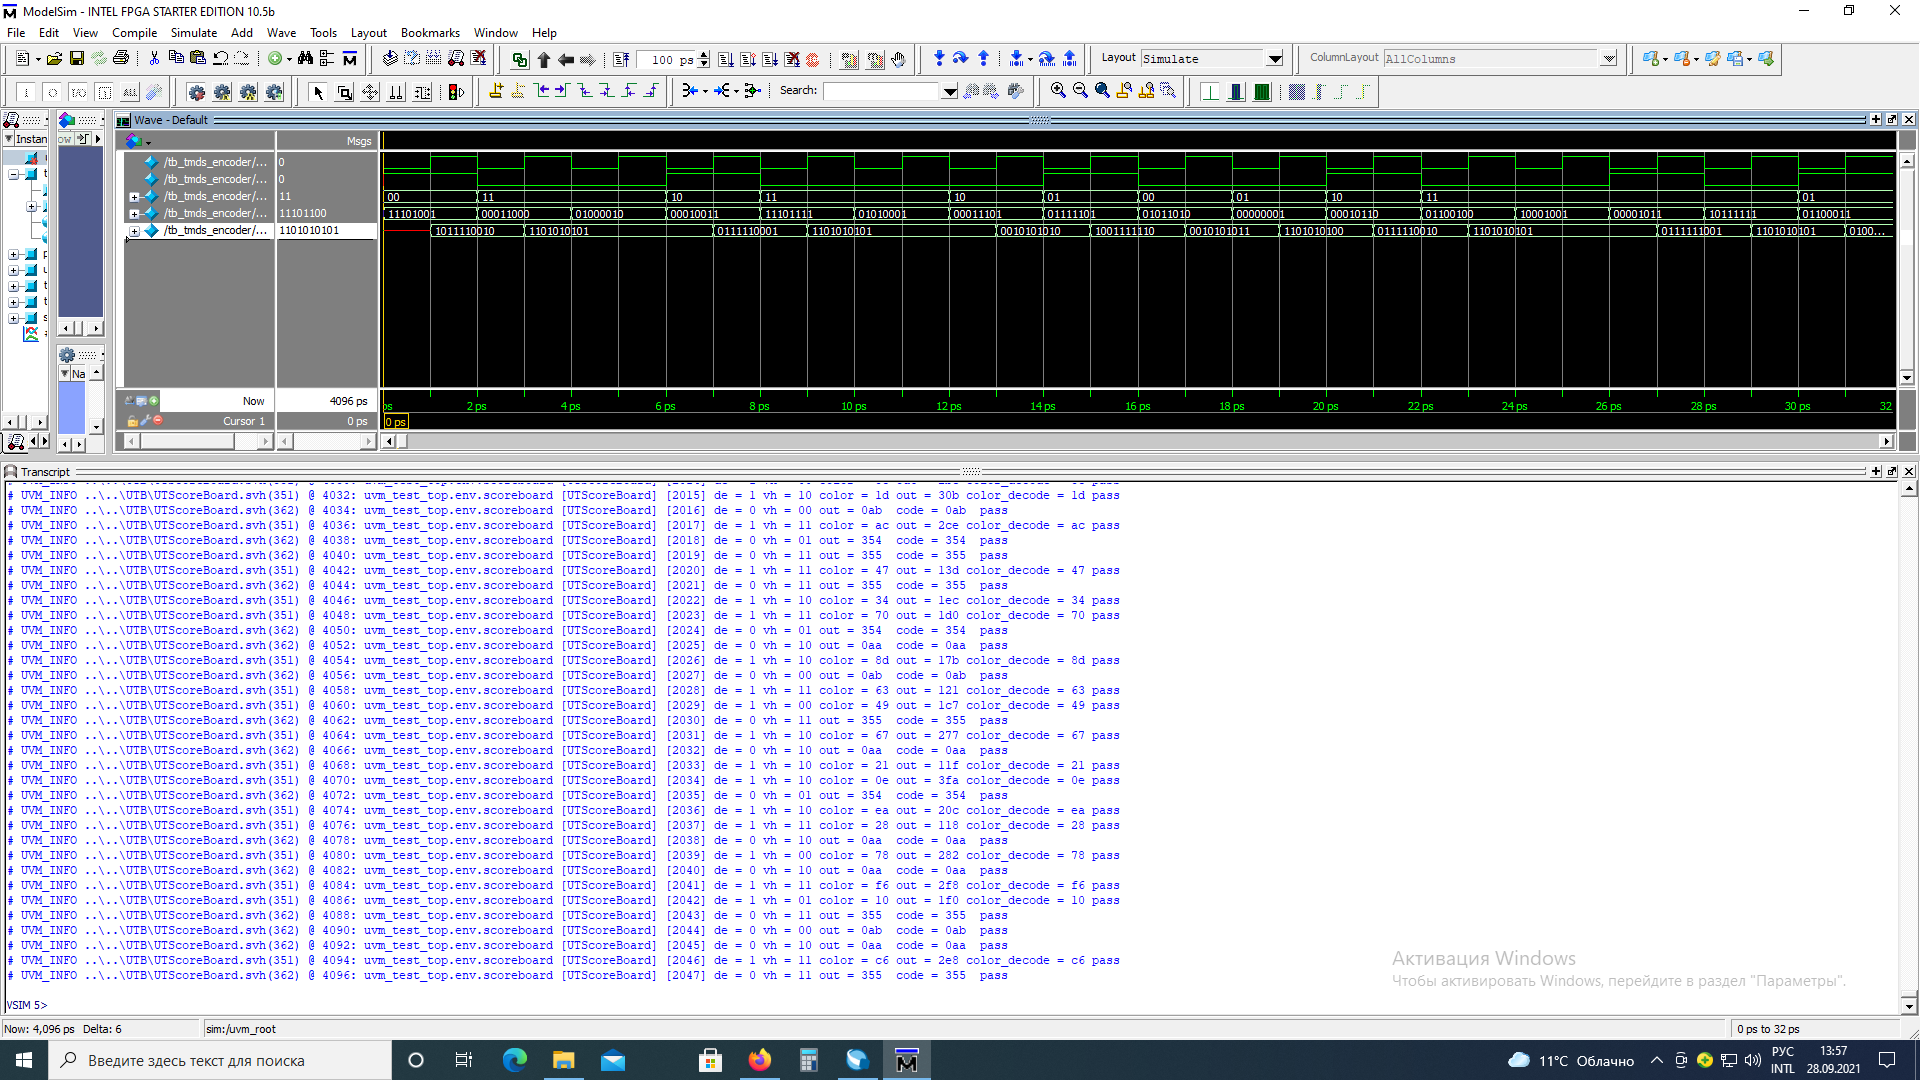 ModelSim - INTEL FPGA STARTER EDITION 10.5b
File Edit View Compile Simulate Add Wave Tools Layout Bookmarks Window Help
100 ps Layout Simulate ColumnLayout AllColumns
Search:
Wave - Default
Instan
Msgs
/tb_tmds_encoder/... 0
/tb_tmds_encoder/... 0
/tb_tmds_encoder/... 11 00 11 10 11 10 01 00 01 10 11 01
/tb_tmds_encoder/... 11101100 11101001 00011000 01000010 00010011 11101111 01010001 00011101 01111101 01011010 00000001 00010110 01100100 10001001 00001011 10111111 01100011
/tb_tmds_encoder/... 1101010101 1011110010 1101010101 0111110001 1101010101 0010101010 1001111110 0010101011 1101010100 0111110010 1101010101 0111111001 1101010101 0100...
Na
Now 4096 ps 2 ps 4 ps 6 ps 8 ps 10 ps 12 ps 14 ps 16 ps 18 ps 20 ps 22 ps 24 ps 26 ps 28 ps 30 ps 32
Cursor 1 0 ps 0 ps
Transcript
# UVM_INFO ..\..\UTB\UTScoreBoard.svh(351) @ 4032: uvm_test_top.env.scoreboard [UTScoreBoard] [2015] de = 1 vh = 10 color = 1d out = 30b color_decode = 1d pass
# UVM_INFO ..\..\UTB\UTScoreBoard.svh(362) @ 4034: uvm_test_top.env.scoreboard [UTScoreBoard] [2016] de = 0 vh = 00 out = 0ab code = 0ab pass
# UVM_INFO ..\..\UTB\UTScoreBoard.svh(351) @ 4036: uvm_test_top.env.scoreboard [UTScoreBoard] [2017] de = 1 vh = 11 color = ac out = 2ce color_decode = ac pass
# UVM_INFO ..\..\UTB\UTScoreBoard.svh(362) @ 4038: uvm_test_top.env.scoreboard [UTScoreBoard] [2018] de = 0 vh = 01 out = 354 code = 354 pass
# UVM_INFO ..\..\UTB\UTScoreBoard.svh(362) @ 4040: uvm_test_top.env.scoreboard [UTScoreBoard] [2019] de = 0 vh = 11 out = 355 code = 355 pass
# UVM_INFO ..\..\UTB\UTScoreBoard.svh(351) @ 4042: uvm_test_top.env.scoreboard [UTScoreBoard] [2020] de = 1 vh = 11 color = 47 out = 13d color_decode = 47 pass
# UVM_INFO ..\..\UTB\UTScoreBoard.svh(362) @ 4044: uvm_test_top.env.scoreboard [UTScoreBoard] [2021] de = 0 vh = 11 out = 355 code = 355 pass
# UVM_INFO ..\..\UTB\UTScoreBoard.svh(351) @ 4046: uvm_test_top.env.scoreboard [UTScoreBoard] [2022] de = 1 vh = 10 color = 34 out = 1ec color_decode = 34 pass
# UVM_INFO ..\..\UTB\UTScoreBoard.svh(351) @ 4048: uvm_test_top.env.scoreboard [UTScoreBoard] [2023] de = 1 vh = 11 color = 70 out = 1d0 color_decode = 70 pass
# UVM_INFO ..\..\UTB\UTScoreBoard.svh(362) @ 4050: uvm_test_top.env.scoreboard [UTScoreBoard] [2024] de = 0 vh = 01 out = 354 code = 354 pass
# UVM_INFO ..\..\UTB\UTScoreBoard.svh(362) @ 4052: uvm_test_top.env.scoreboard [UTScoreBoard] [2025] de = 0 vh = 10 out = 0aa code = 0aa pass
# UVM_INFO ..\..\UTB\UTScoreBoard.svh(351) @ 4054: uvm_test_top.env.scoreboard [UTScoreBoard] [2026] de = 1 vh = 10 color = 8d out = 17b color_decode = 8d pass
# UVM_INFO ..\..\UTB\UTScoreBoard.svh(362) @ 4056: uvm_test_top.env.scoreboard [UTScoreBoard] [2027] de = 0 vh = 00 out = 0ab code = 0ab pass
# UVM_INFO ..\..\UTB\UTScoreBoard.svh(351) @ 4058: uvm_test_top.env.scoreboard [UTScoreBoard] [2028] de = 1 vh = 11 color = 63 out = 121 color_decode = 63 pass
# UVM_INFO ..\..\UTB\UTScoreBoard.svh(351) @ 4060: uvm_test_top.env.scoreboard [UTScoreBoard] [2029] de = 1 vh = 00 color = 49 out = 1c7 color_decode = 49 pass
# UVM_INFO ..\..\UTB\UTScoreBoard.svh(362) @ 4062: uvm_test_top.env.scoreboard [UTScoreBoard] [2030] de = 0 vh = 11 out = 355 code = 355 pass
# UVM_INFO ..\..\UTB\UTScoreBoard.svh(351) @ 4064: uvm_test_top.env.scoreboard [UTScoreBoard] [2031] de = 1 vh = 10 color = 67 out = 277 color_decode = 67 pass
# UVM_INFO ..\..\UTB\UTScoreBoard.svh(362) @ 4066: uvm_test_top.env.scoreboard [UTScoreBoard] [2032] de = 0 vh = 10 out = 0aa code = 0aa pass
# UVM_INFO ..\..\UTB\UTScoreBoard.svh(351) @ 4068: uvm_test_top.env.scoreboard [UTScoreBoard] [2033] de = 1 vh = 10 color = 21 out = 11f color_decode = 21 pass
# UVM_INFO ..\..\UTB\UTScoreBoard.svh(351) @ 4070: uvm_test_top.env.scoreboard [UTScoreBoard] [2034] de = 1 vh = 10 color = 0e out = 3fa color_decode = 0e pass
# UVM_INFO ..\..\UTB\UTScoreBoard.svh(362) @ 4072: uvm_test_top.env.scoreboard [UTScoreBoard] [2035] de = 0 vh = 01 out = 354 code = 354 pass
# UVM_INFO ..\..\UTB\UTScoreBoard.svh(351) @ 4074: uvm_test_top.env.scoreboard [UTScoreBoard] [2036] de = 1 vh = 10 color = ea out = 20c color_decode = ea pass
# UVM_INFO ..\..\UTB\UTScoreBoard.svh(351) @ 4076: uvm_test_top.env.scoreboard [UTScoreBoard] [2037] de = 1 vh = 11 color = 28 out = 118 color_decode = 28 pass
# UVM_INFO ..\..\UTB\UTScoreBoard.svh(362) @ 4078: uvm_test_top.env.scoreboard [UTScoreBoard] [2038] de = 0 vh = 10 out = 0aa code = 0aa pass
# UVM_INFO ..\..\UTB\UTScoreBoard.svh(351) @ 4080: uvm_test_top.env.scoreboard [UTScoreBoard] [2039] de = 1 vh = 00 color = 78 out = 282 color_decode = 78 pass
# UVM_INFO ..\..\UTB\UTScoreBoard.svh(362) @ 4082: uvm_test_top.env.scoreboard [UTScoreBoard] [2040] de = 0 vh = 10 out = 0aa code = 0aa pass
# UVM_INFO ..\..\UTB\UTScoreBoard.svh(351) @ 4084: uvm_test_top.env.scoreboard [UTScoreBoard] [2041] de = 1 vh = 11 color = f6 out = 2f8 color_decode = f6 pass
# UVM_INFO ..\..\UTB\UTScoreBoard.svh(351) @ 4086: uvm_test_top.env.scoreboard [UTScoreBoard] [2042] de = 1 vh = 01 color = 10 out = 1f0 color_decode = 10 pass
# UVM_INFO ..\..\UTB\UTScoreBoard.svh(362) @ 4088: uvm_test_top.env.scoreboard [UTScoreBoard] [2043] de = 0 vh = 11 out = 355 code = 355 pass
# UVM_INFO ..\..\UTB\UTScoreBoard.svh(362) @ 4090: uvm_test_top.env.scoreboard [UTScoreBoard] [2044] de = 0 vh = 00 out = 0ab code = 0ab pass
# UVM_INFO ..\..\UTB\UTScoreBoard.svh(362) @ 4092: uvm_test_top.env.scoreboard [UTScoreBoard] [2045] de = 0 vh = 10 out = 0aa code = 0aa pass
# UVM_INFO ..\..\UTB\UTScoreBoard.svh(351) @ 4094: uvm_test_top.env.scoreboard [UTScoreBoard] [2046] de = 1 vh = 11 color = c6 out = 2e8 color_decode = c6 pass
# UVM_INFO ..\..\UTB\UTScoreBoard.svh(362) @ 4096: uvm_test_top.env.scoreboard [UTScoreBoard] [2047] de = 0 vh = 11 out = 355 code = 355 pass
Активация Windows
Чтобы активировать Windows, перейдите в раздел "Параметры".
VSIM 5>
Now: 4,096 ps Delta: 6 sim:/uvm_root 0 ps to 32 ps
Введите здесь текст для поиска
11°C Облачно
РУС
INTL
13:57
28.09.2021